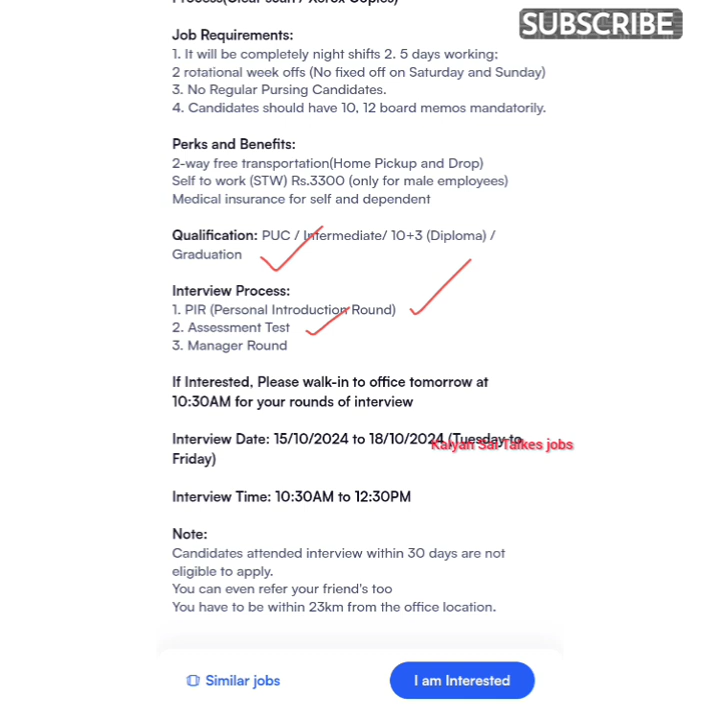 Process(Clear scan / Xerox Copies)
SUBSCRIBE
Job Requirements:
1. It will be completely night shifts 2. 5 days working:
2 rotational week offs (No fixed off on Saturday and Sunday)
3. No Regular Pursing Candidates.
4. Candidates should have 10, 12 board memos mandatorily.
Perks and Benefits:
2-way free transportation(Home Pickup and Drop)
Self to work (STW) Rs.3300 (only for male employees)
Medical insurance for self and dependent
Qualification: PUC / Intermediate/ 10+3 (Diploma) /
Graduation
Interview Process:
1. PIR (Personal Introduction Round)
2. Assessment Test
3. Manager Round
If Interested, Please walk-in to office tomorrow at
10:30AM for your rounds of interview
Interview Date: 15/10/2024 to 18/10/2024 (Tuesday to
Kalyan Sai Talkes jobs
Friday)
Interview Time: 10:30AM to 12:30PM
Note:
Candidates attended interview within 30 days are not
eligible to apply.
You can even refer your friend's too
You have to be within 23km from the office location.
Similar jobs
I am Interested